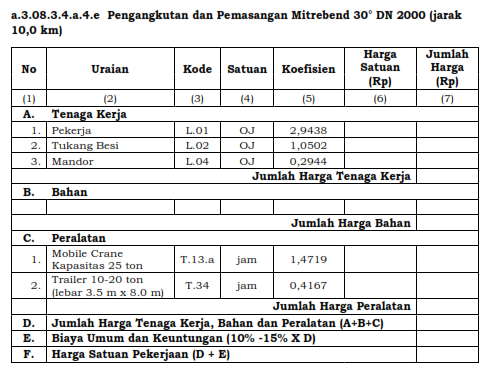 a.3.08.3.4.a.4.e Pengangkutan dan Pemasangan Mitrebend 30° DN 2000 (jarak
10,0 km)
No Uraian Kode Satuan Koefisien Harga Satuan (Rp) Jumlah Harga (Rp)
(1) (2) (3) (4) (5) (6) (7)
A. Tenaga Kerja
1. Pekerja L.01 OJ 2,9438
2. Tukang Besi L.02 OJ 1,0502
3. Mandor L.04 OJ 0,2944
Jumlah Harga Tenaga Kerja
B. Bahan
Jumlah Harga Bahan
C. Peralatan
1. Mobile Crane Kapasitas 25 ton T.13.a jam 1,4719
2. Trailer 10-20 ton (lebar 3.5 m x 8.0 m) T.34 jam 0,4167
Jumlah Harga Peralatan
D. Jumlah Harga Tenaga Kerja, Bahan dan Peralatan (A+B+C)
E. Biaya Umum dan Keuntungan (10% -15% X D)
F. Harga Satuan Pekerjaan (D + E)